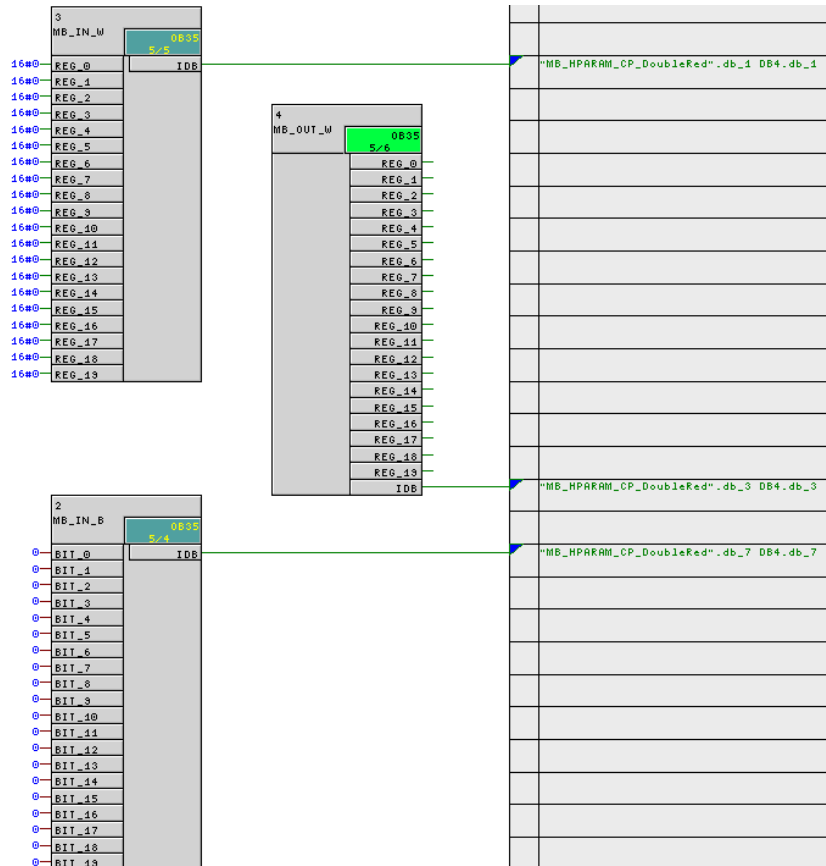 3
MB_IN_W
OB35
5/5
16#0 REG_0 IDB "MB_HPARAM_CP_DoubleRed".db_1 DB4.db_1
16#0 REG_1
16#0 REG_2
16#0 REG_3
16#0 REG_4
16#0 REG_5
16#0 REG_6
16#0 REG_7
16#0 REG_8
16#0 REG_9
16#0 REG_10
16#0 REG_11
16#0 REG_12
16#0 REG_13
16#0 REG_14
16#0 REG_15
16#0 REG_16
16#0 REG_17
16#0 REG_18
16#0 REG_19
4
MB_OUT_W
OB35
5/6
REG_0
REG_1
REG_2
REG_3
REG_4
REG_5
REG_6
REG_7
REG_8
REG_9
REG_10
REG_11
REG_12
REG_13
REG_14
REG_15
REG_16
REG_17
REG_18
REG_19
IDB "MB_HPARAM_CP_DoubleRed".db_3 DB4.db_3
2
MB_IN_B
OB35
5/4
0 BIT_0 IDB "MB_HPARAM_CP_DoubleRed".db_7 DB4.db_7
0 BIT_1
0 BIT_2
0 BIT_3
0 BIT_4
0 BIT_5
0 BIT_6
0 BIT_7
0 BIT_8
0 BIT_9
0 BIT_10
0 BIT_11
0 BIT_12
0 BIT_13
0 BIT_14
0 BIT_15
0 BIT_16
0 BIT_17
0 BIT_18
0 BIT_19